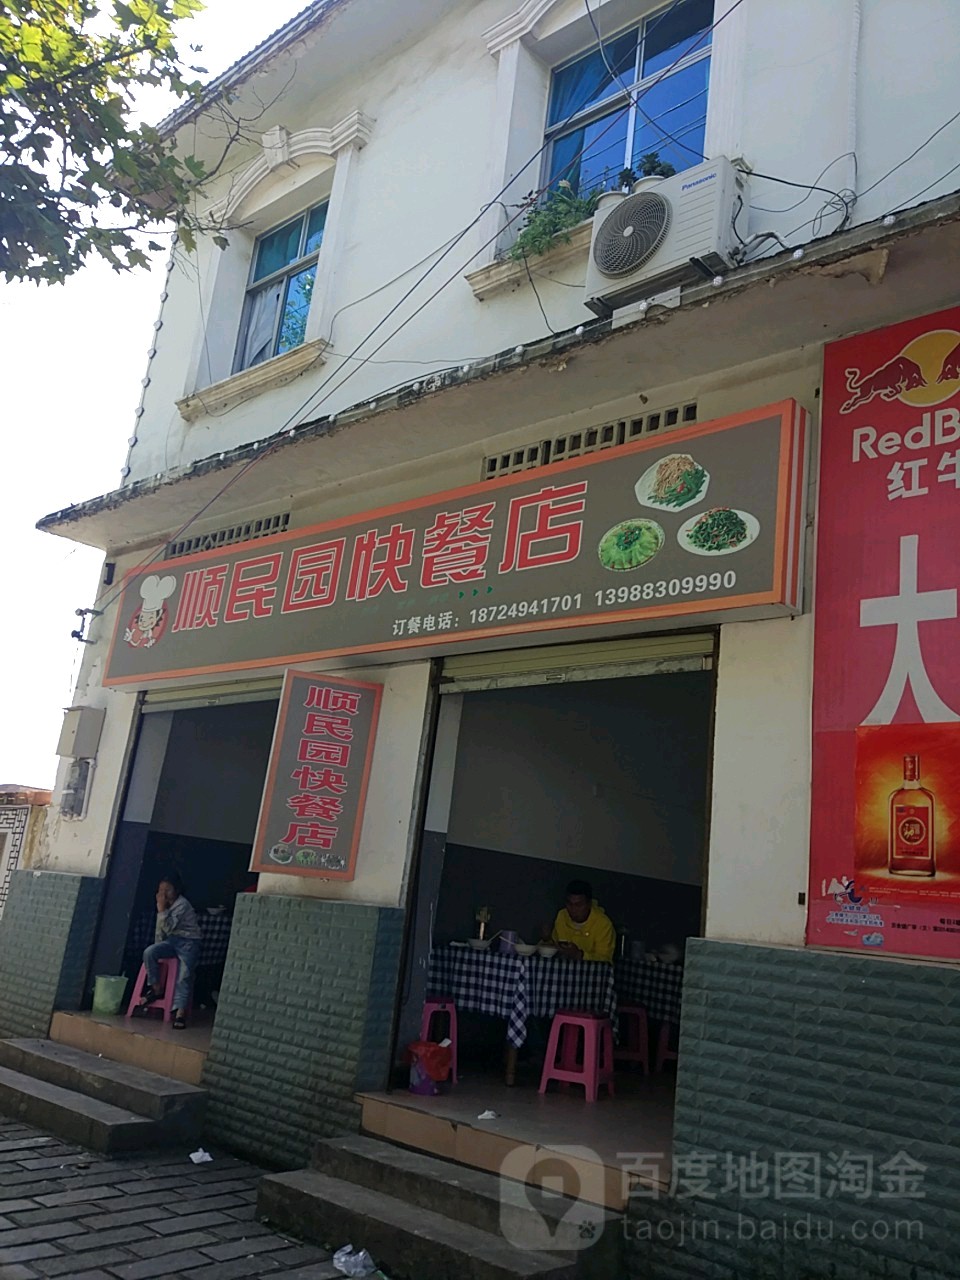 Panasonic
顺民园快餐店
订餐电话：18724941701 13988309990
顺民园快餐店
RedB
红牛
大
百度地图淘金
taojin.baidu.com